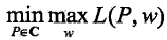 min max L(P, w)
P∈C w